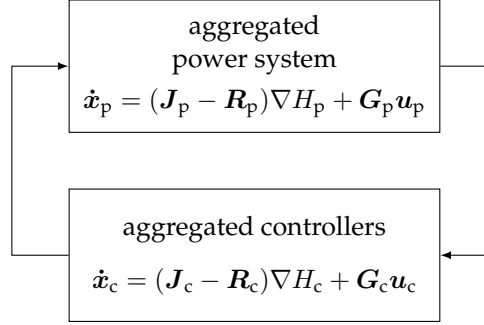 aggregated
power system
ẋ_p = (J_p − R_p)∇H_p + G_p u_p
aggregated controllers
ẋ_c = (J_c − R_c)∇H_c + G_c u_c